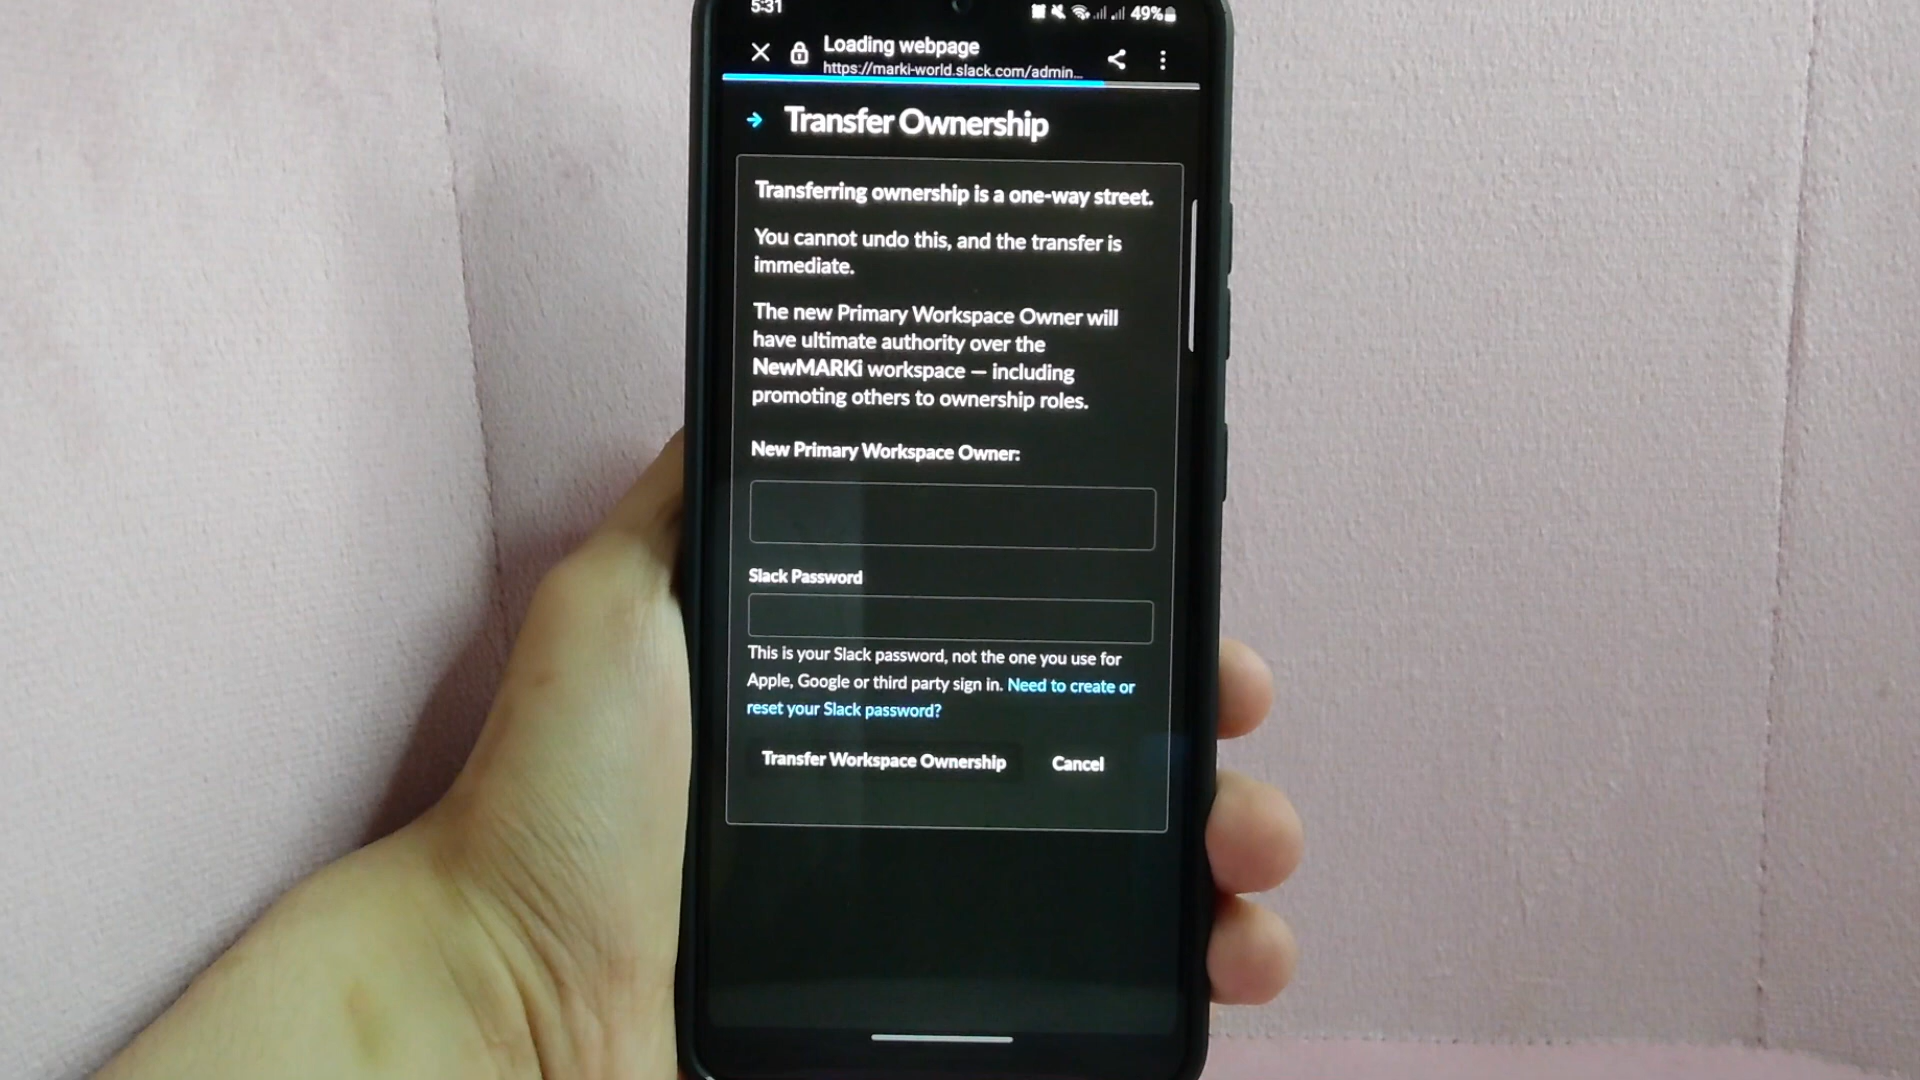 5:31
49%
Loading webpage
https://marki-world.slack.com/admin...
Transfer Ownership
Transferring ownership is a one-way street.
You cannot undo this, and the transfer is
immediate.
The new Primary Workspace Owner will
have ultimate authority over the
NewMARKi workspace — including
promoting others to ownership roles.
New Primary Workspace Owner:
Slack Password
This is your Slack password, not the one you use for
Apple, Google or third party sign in. Need to create or
reset your Slack password?
Transfer Workspace Ownership
Cancel